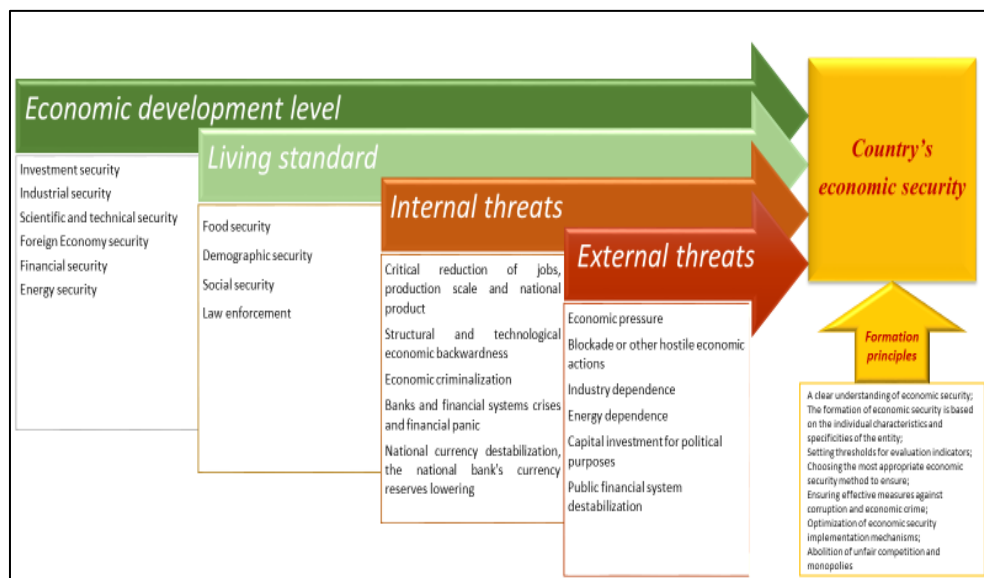 Economic development level
Investment security
Industrial security
Scientific and technical security
Foreign Economy security
Financial security
Energy security
Living standard
Food security
Demographic security
Social security
Law enforcement
Internal threats
Critical reduction of jobs,
production scale and national
product
Structural and technological
economic backwardness
Economic criminalization
Banks and financial systems crises
and financial panic
National currency destabilization,
the national bank's currency
reserves lowering
External threats
Economic pressure
Blockade or other hostile economic
actions
Industry dependence
Energy dependence
Capital investment for political
purposes
Public financial system
destabilization
Country's
economic security
Formation
principles
A clear understanding of economic security;
The formation of economic security is based
on the individual characteristics and
specificities of the entity;
Setting thresholds for evaluation indicators;
Choosing the most appropriate economic
security method to ensure;
Ensuring effective measures against
corruption and economic crime;
Optimization of economic security
implementation mechanisms;
Abolition of unfair competition and
monopolies